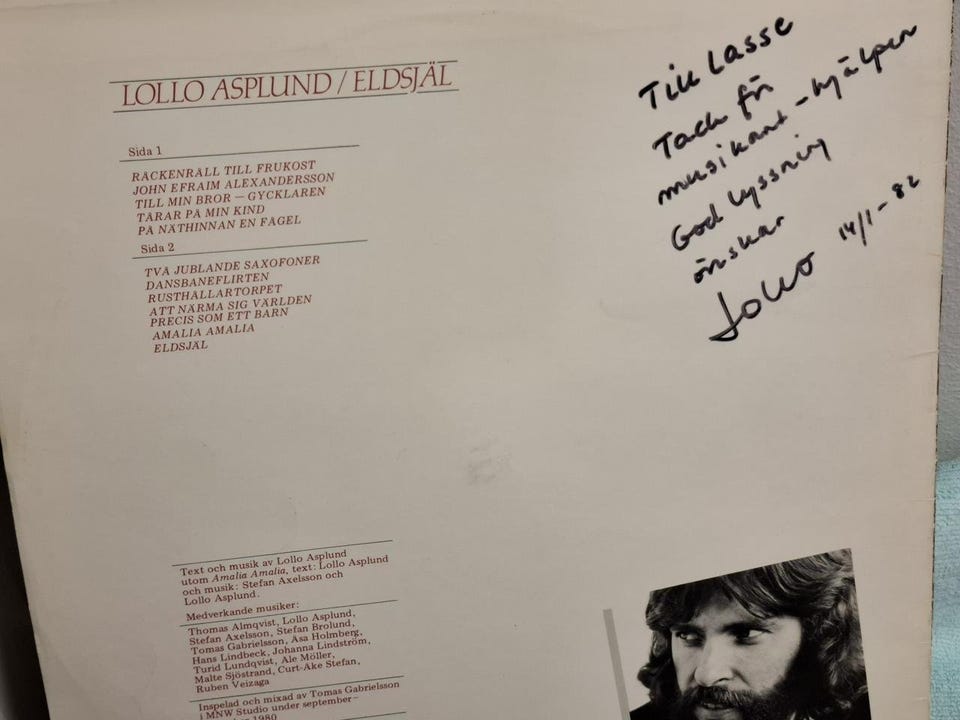 LOLLO ASPLUND / ELDSJÄL
Sida 1
RÄCKENRÄLL TILL FRUKOST
JOHN EFRAIM ALEXANDERSSON
TILL MIN BROR — GYCKLAREN
TÅRAR PÅ MIN KIND
PÅ NÄTHINNAN EN FÅGEL
Sida 2
TVÅ JUBLANDE SAXOFONER
DANSBANEFLIRTEN
RUSTHÅLLARTORPET
ATT NÄRMA SIG VÄRLDEN
PRECIS SOM ETT BARN
AMALIA AMALIA
ELDSJÄL
Till Lasse
Tack för
musikant-hjälpen
God lyssning
önskar
Lollo 14/1-82
Text och musik av Lollo Asplund
utom Amalia Amalia, text: Lollo Asplund
och musik: Stefan Axelsson och
Lollo Asplund.
Medverkande musiker:
Thomas Almqvist, Lollo Asplund,
Stefan Axelsson, Stefan Brolund,
Tomas Gabrielsson, Åsa Holmberg,
Hans Lindbeck, Johanna Lindström,
Turid Lundqvist, Ale Möller,
Malte Sjöstrand, Curt-Åke Stefan,
Ruben Veizaga
Inspelad och mixad av Tomas Gabrielsson
i MNW Studio under september—
1980